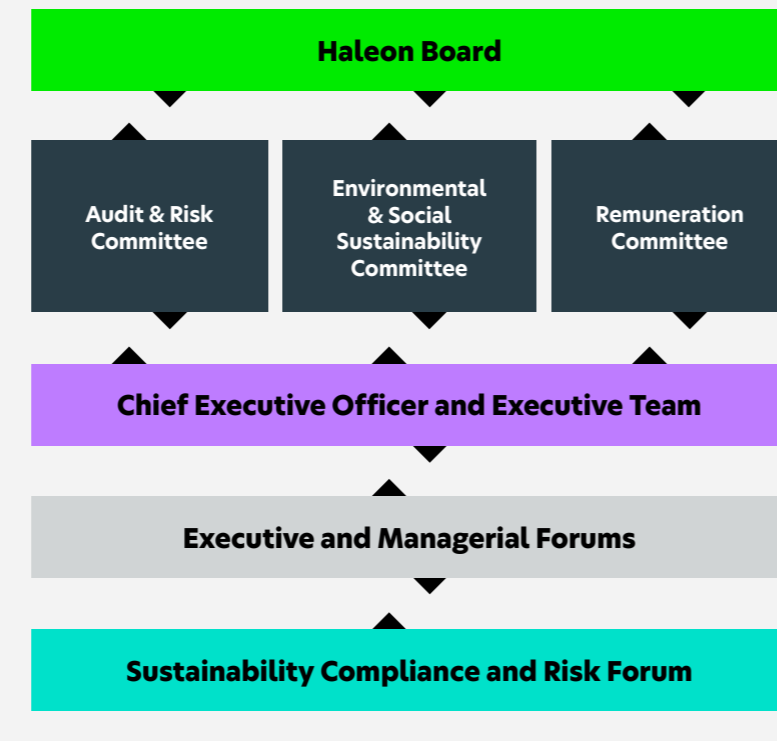 Haleon Board
Audit & Risk
Committee
Environmental
& Social
Sustainability
Committee
Remuneration
Committee
Chief Executive Officer and Executive Team
Executive and Managerial Forums
Sustainability Compliance and Risk Forum